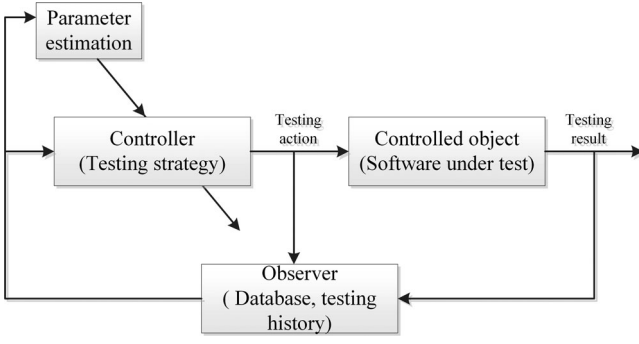 Parameter
estimation
Controller
(Testing strategy)
Testing
action
Controlled object
(Software under test)
Testing
result
Observer
( Database, testing
history)